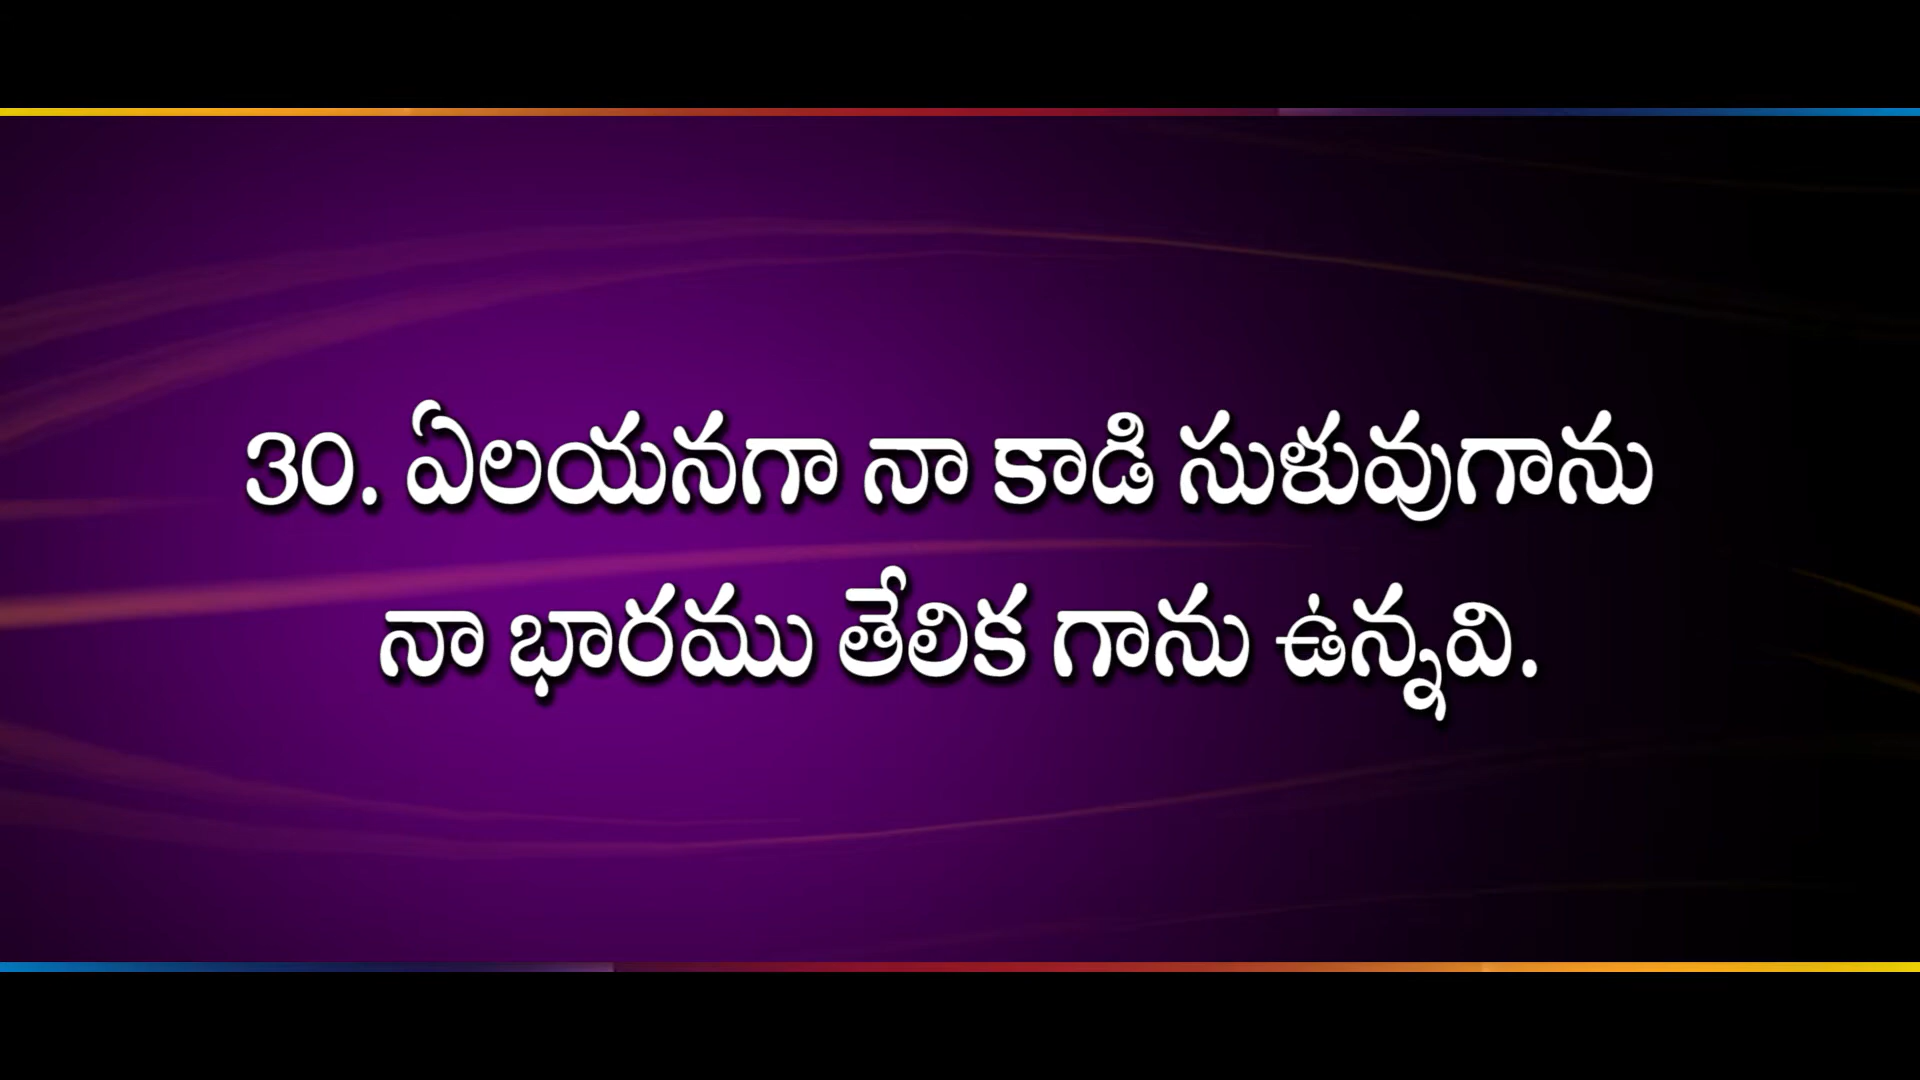 30. ఏలయనగా నా కాడి సుళువుగాను
నా భారము తేలిక గాను ఉన్నవి.